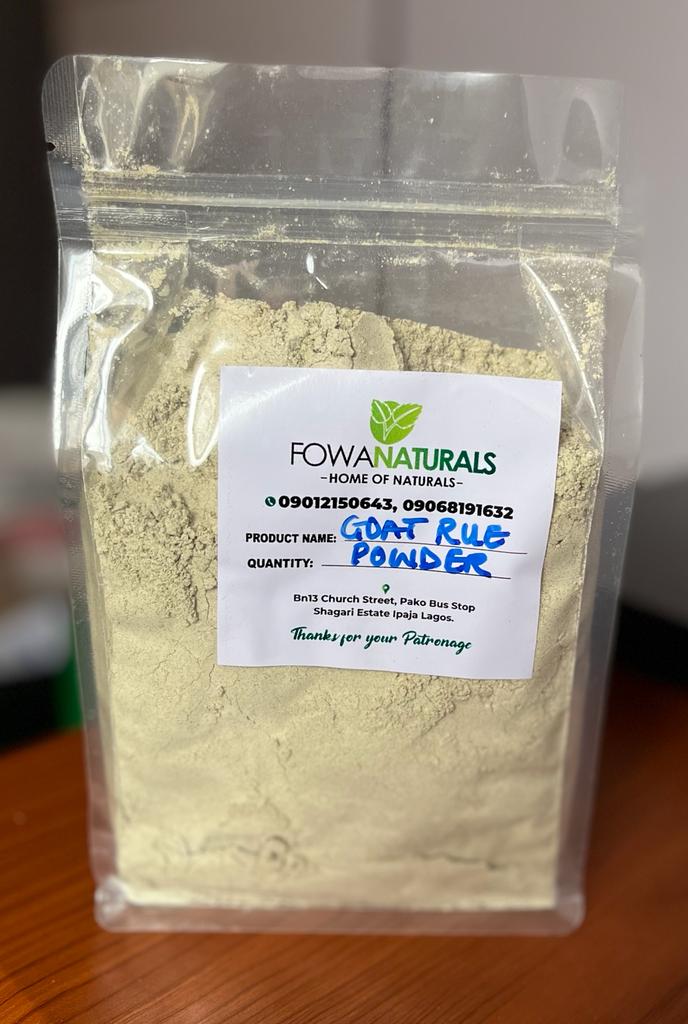 FOWANATURALS
-HOME OF NATURALS-
09012150643, 09068191632
PRODUCT NAME: GOAT RUE
QUANTITY: POWDER
Bn13 Church Street, Pako Bus Stop
Shagari Estate Ipaja Lagos.
Thanks for your Patronage